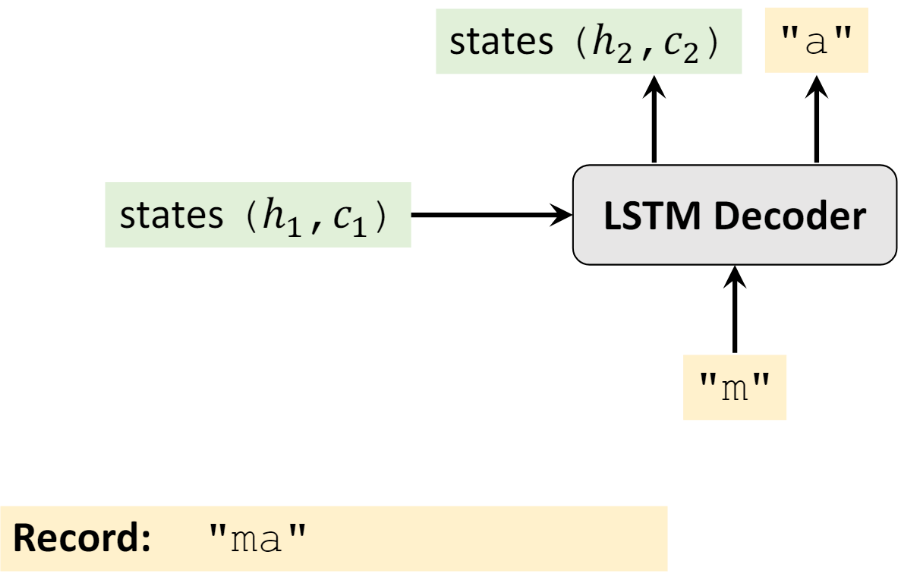 states (h₂, c₂) "a"
states (h₁, c₁) LSTM Decoder
"m"
Record: "ma"